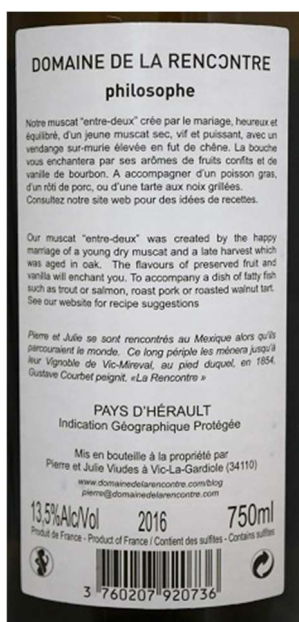 DOMAINE DE LA RENCONTRE
philosophe
Notre muscat "entre-deux" crée par le mariage, heureux et
équilibré, d'un jeune muscat sec, vif et puissant, avec un
vendange sur-murie élevée en fut de chêne. La bouche
vous enchantera par ses arômes de fruits confits et de
vanille de bourbon. A accompagner d'un poisson gras,
d'un rôti de porc, ou d'une tarte aux noix grillées.
Consultez notre site web pour des idées de recettes.
Our muscat "entre-deux" was created by the happy
marriage of a young dry muscat and a late harvest which
was aged in oak. The flavours of preserved fruit and
vanilla will enchant you. To accompany a dish of fatty fish
such as trout or salmon, roast pork or roasted walnut tart.
See our website for recipe suggestions
Pierre et Julie se sont rencontrés au Mexique alors qu'ils
parcouraient le monde. Ce long périple les ménera jusqu'à
leur Vignoble de Vic-Mireval, au pied duquel, en 1854,
Gustave Courbet peignit, «La Rencontre »
PAYS D'HÉRAULT
Indication Géographique Protégée
Mis en bouteille à la propriété par
Pierre et Julie Viudes à Vic-La-Gardiole (34110)
www.domainedelarencontre.com/blog
pierre@domainedelarencontre.com
13,5%Alc/Vol 2016 750ml
Produit de France - Product of France / Contient des sulfites - Contains sulfites
3 760207 920736